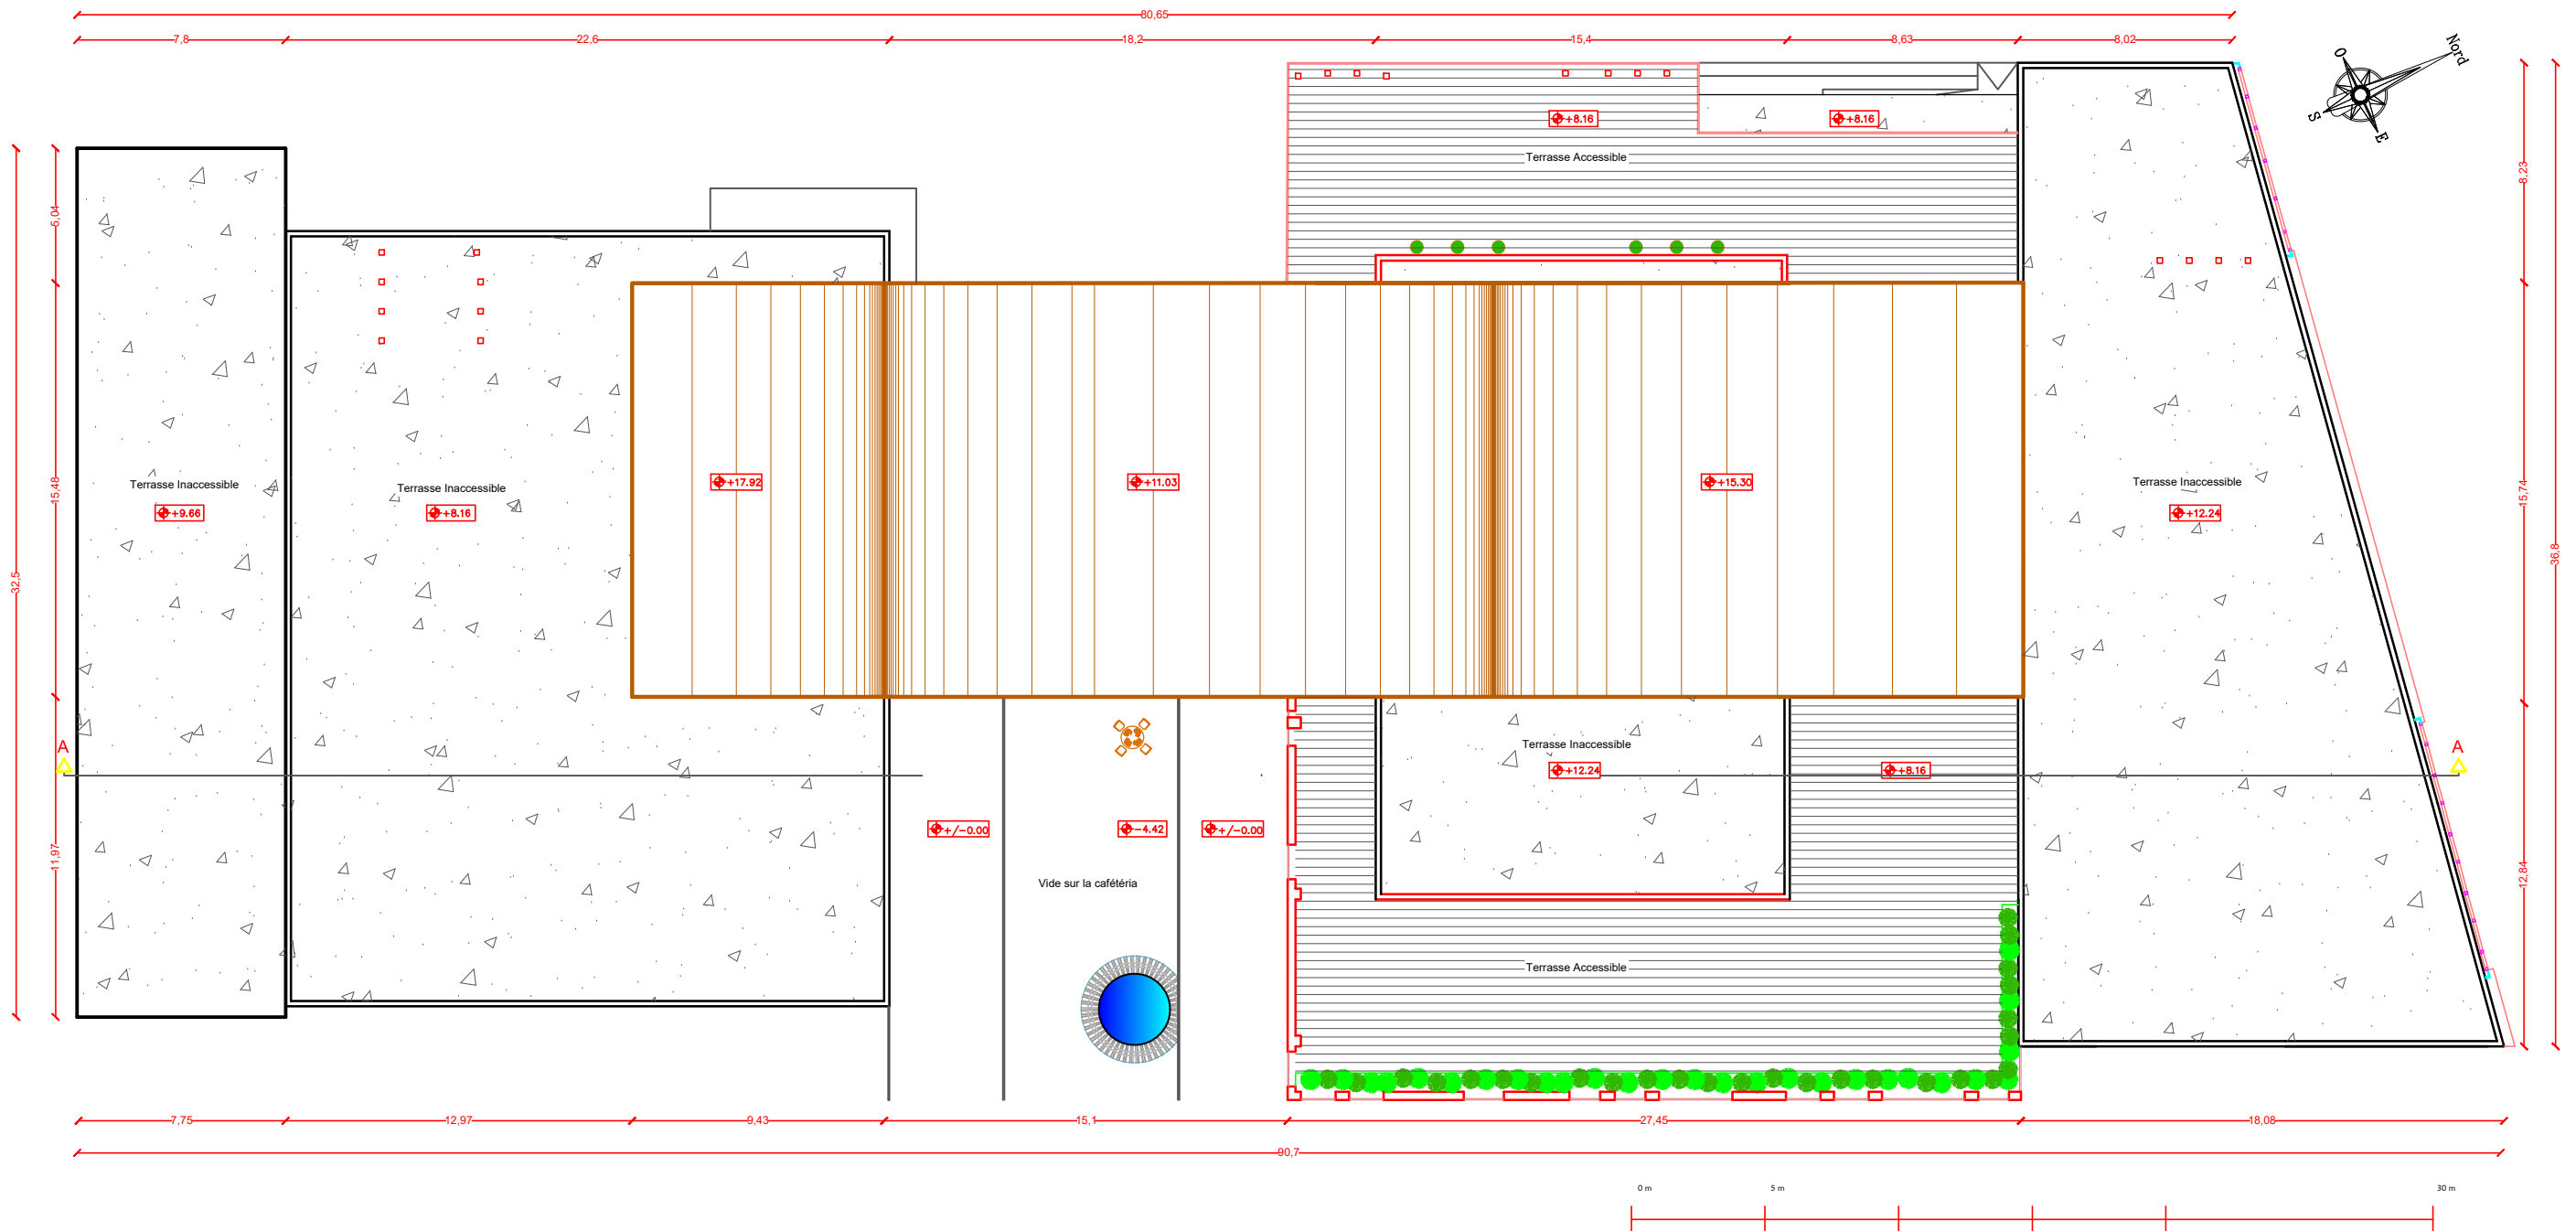 80,65
7,8
22,6
18,2
15,4
8,63
8,02
Nord
O
S
E
+8.16
+8.16
Terrasse Accessible
5,04
8,23
Terrasse Inaccessible
+9.66
Terrasse Inaccessible
+8.16
+17.92
+11.03
+15.30
Terrasse Inaccessible
+12.24
15,48
15,74
32,5
36,8
A
Terrasse Inaccessible
+12.24
+8.16
A
+/-0.00
-4.42
+/-0.00
11,97
12,84
Vide sur la cafétéria
Terrasse Accessible
7,75
12,97
9,43
15,1
27,45
18,08
90,7
0 m
5 m
30 m